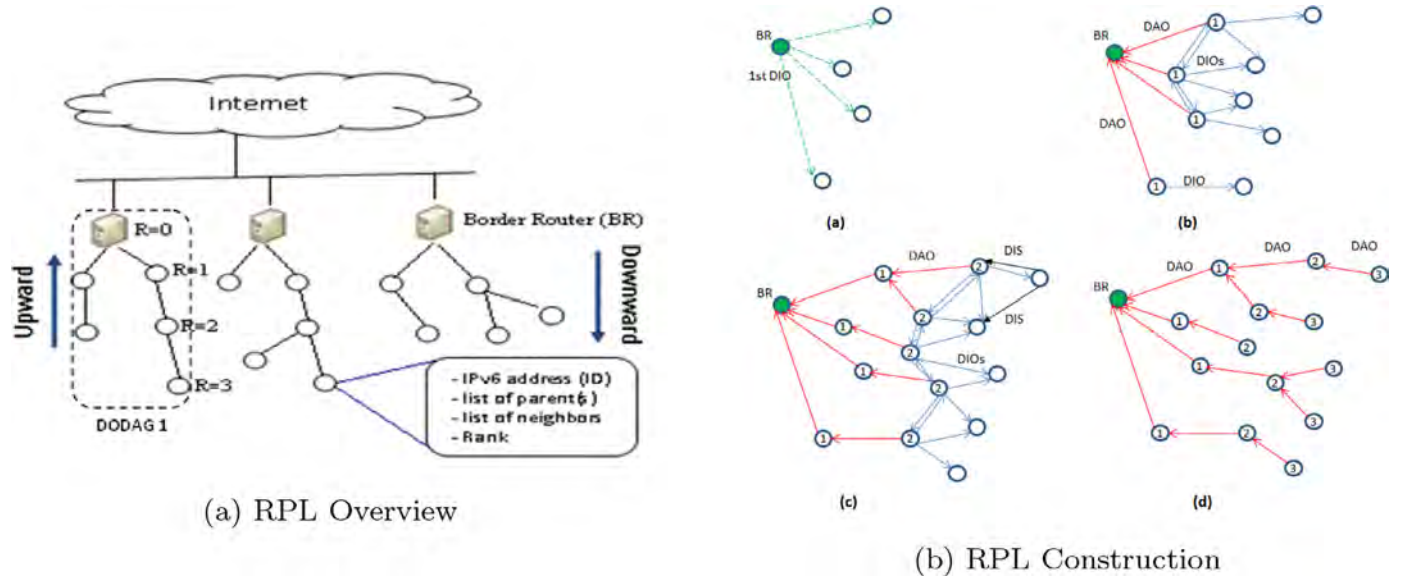 Internet
R=0
Border Router (BR)
R=1
R=2
R=3
Upward
Downward
DODAG 1
- IPv6 address (ID)
- list of parent(s)
- list of neighbors
- Rank
(a) RPL Overview
BR
1st DIO
(a)
BR
DAO
1
DIOs
1
1
DAO
1
DIO
(b)
BR
1
DAO
2
DIS
2
DIS
1
2
DIOs
1
2
1
2
(c)
BR
DAO
1
DAO
2
DAO
3
1
2
3
2
1
2
3
3
1
2
3
(d)
(b) RPL Construction